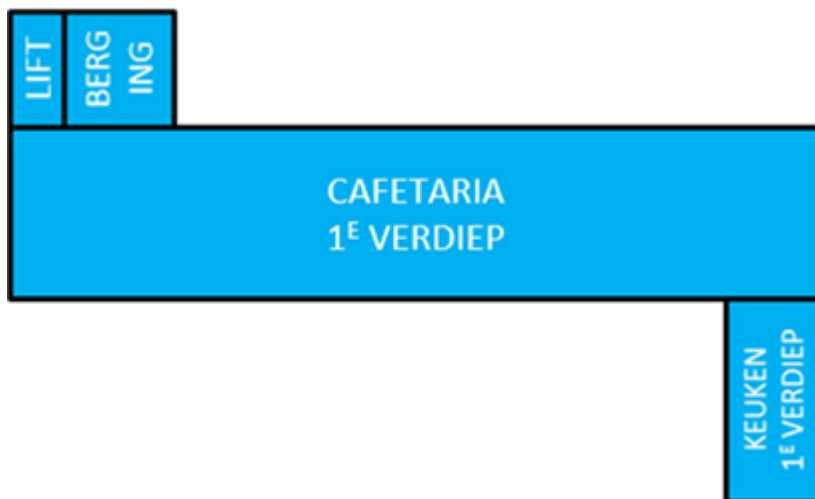 LIFT
BERG
ING
CAFETARIA
1E VERDIEP
KEUKEN
1E VERDIEP